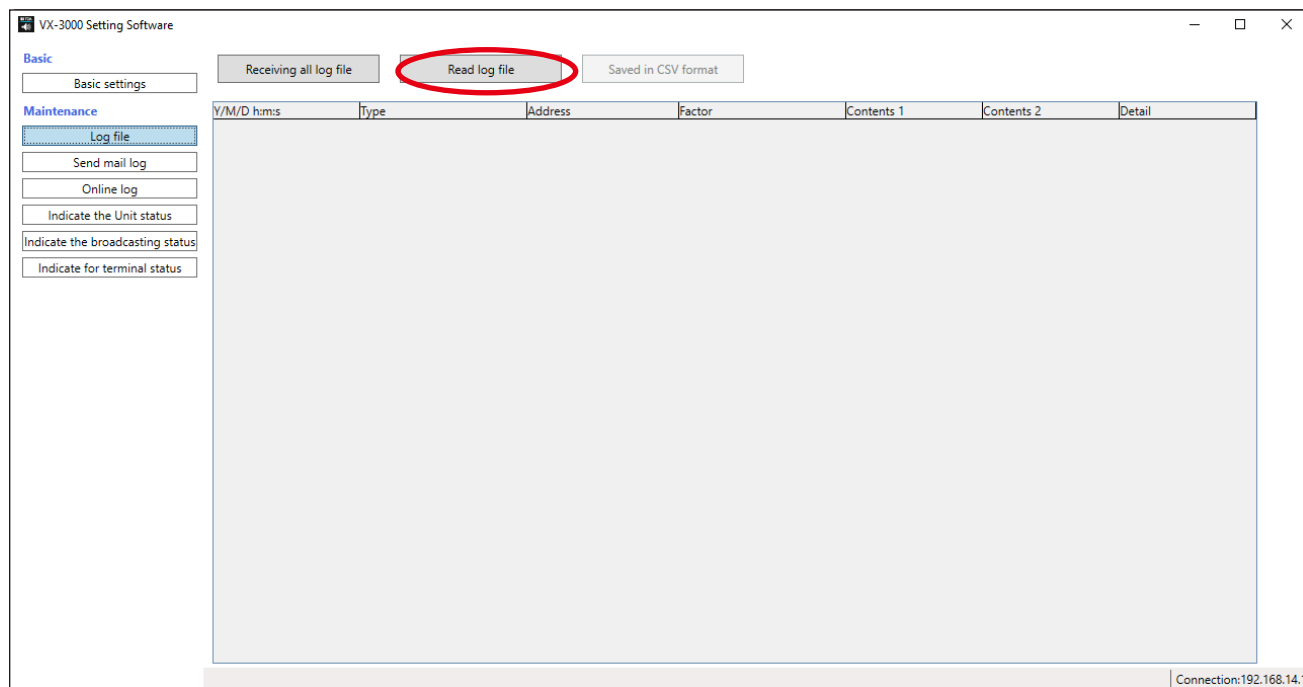 VX-3000 Setting Software
Basic
Basic settings
Maintenance
Log file
Send mail log
Online log
Indicate the Unit status
Indicate the broadcasting status
Indicate for terminal status
Receiving all log file
Read log file
Saved in CSV format
Y/M/D h:m:s Type Address Factor Contents 1 Contents 2 Detail
Connection:192.168.14.1